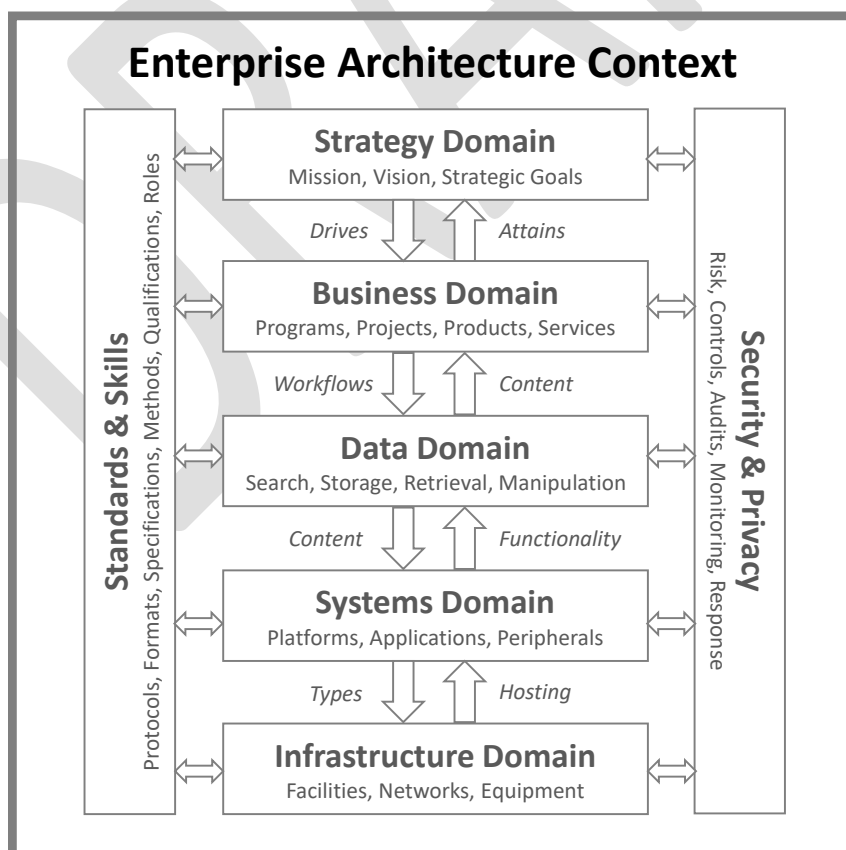 Enterprise Architecture Context
Standards & Skills
Protocols, Formats, Specifications, Methods, Qualifications, Roles
Strategy Domain
Mission, Vision, Strategic Goals
Drives
Attains
Business Domain
Programs, Projects, Products, Services
Workflows
Content
Data Domain
Search, Storage, Retrieval, Manipulation
Content
Functionality
Systems Domain
Platforms, Applications, Peripherals
Types
Hosting
Infrastructure Domain
Facilities, Networks, Equipment
Security & Privacy
Risk, Controls, Audits, Monitoring, Response